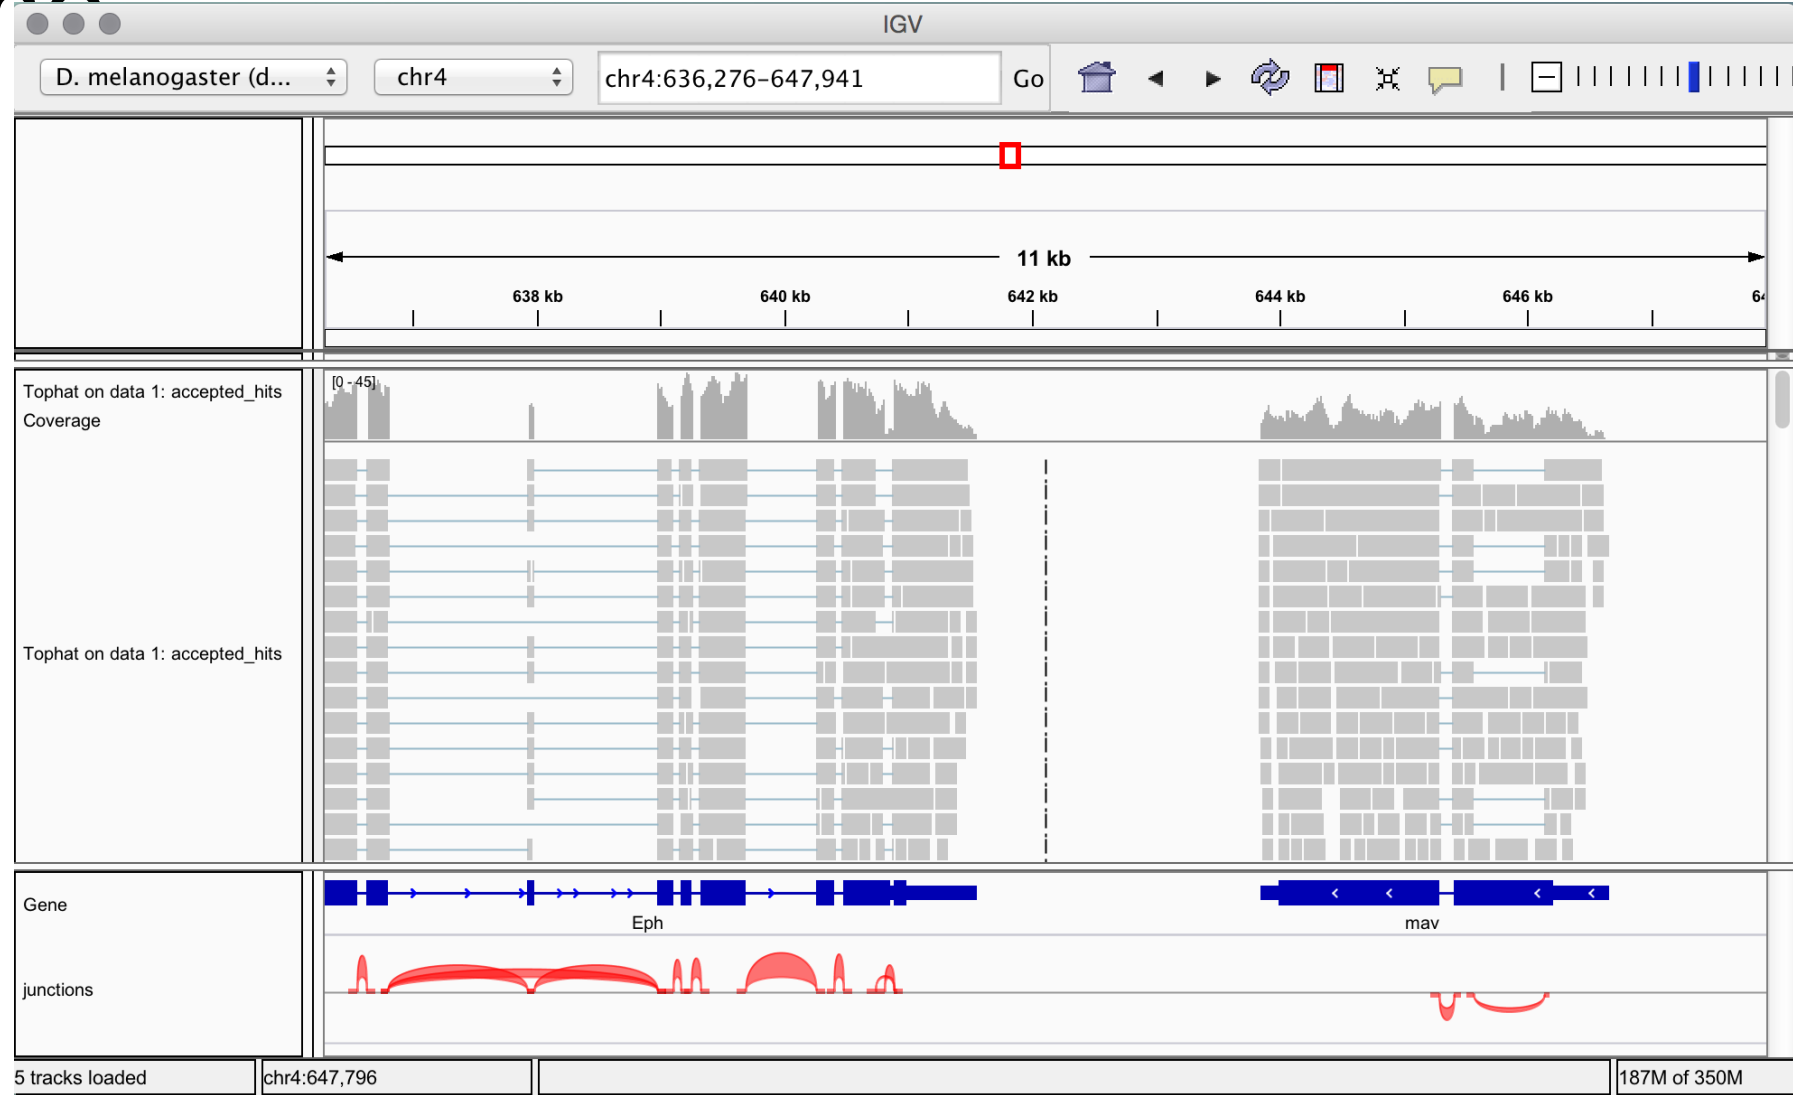 IGV
D. melanogaster (d... chr4 chr4:636,276-647,941 Go
11 kb
638 kb 640 kb 642 kb 644 kb 646 kb
[0 - 45]
Tophat on data 1: accepted_hits
Coverage
Tophat on data 1: accepted_hits
Gene
Eph mav
junctions
5 tracks loaded chr4:647,796 187M of 350M